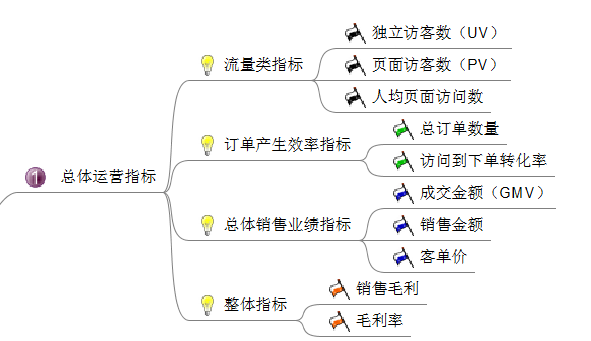 1 总体运营指标
流量类指标
独立访客数（UV）
页面访客数（PV）
人均页面访问数
订单产生效率指标
总订单数量
访问到下单转化率
总体销售业绩指标
成交金额（GMV）
销售金额
客单价
整体指标
销售毛利
毛利率